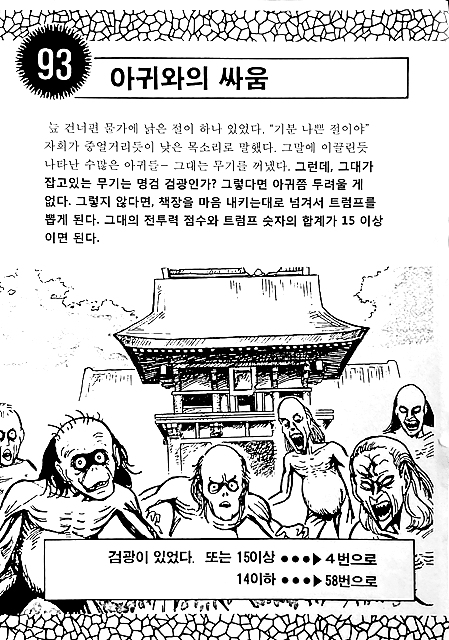 93
아귀와의 싸움
늪 건너편 물가에 낡은 절이 하나 있었다. "기분 나쁜 절이야"
자희가 중얼거리듯이 낮은 목소리로 말했다. 그말에 이끌린듯
나타난 수많은 아귀들— 그대는 무기를 꺼냈다. 그런데, 그대가
잡고있는 무기는 명검 검광인가? 그렇다면 아귀쯤 두려울 게
없다. 그렇지 않다면, 책장을 마음 내키는대로 넘겨서 트럼프를
뽑게 된다. 그대의 전투력 점수와 트럼프 숫자의 합계가 15 이상
이면 된다.
검광이 있었다. 또는 15이상 ●●●▶ 4번으로
14이하 ●●●▶ 58번으로